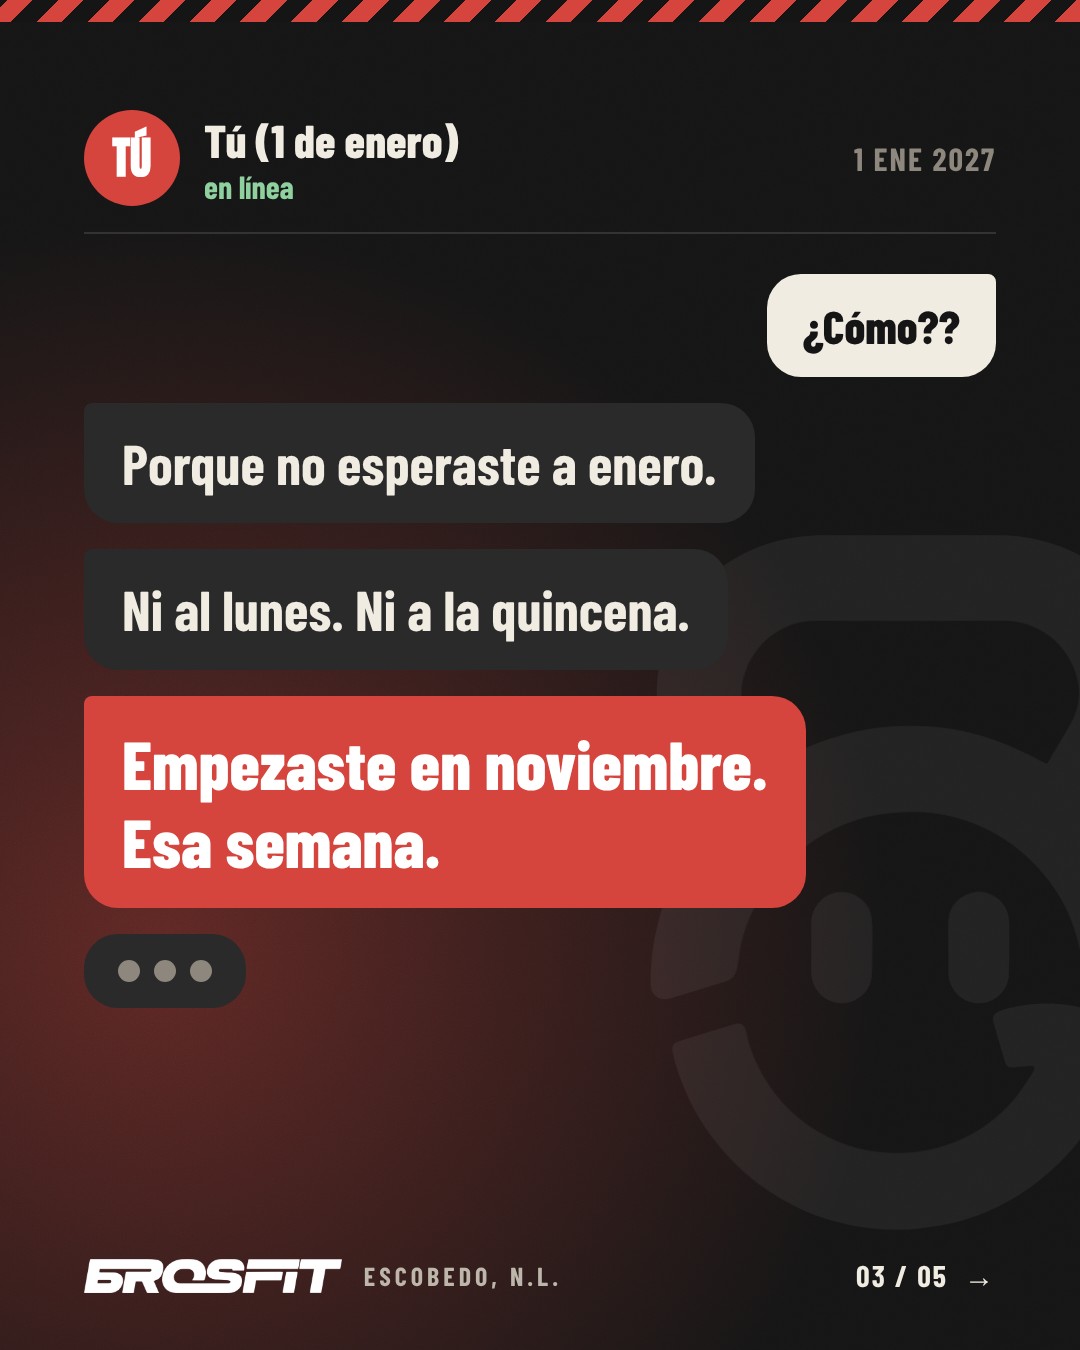 TÚ
Tú (1 de enero)
en línea
1 ENE 2027
¿Cómo??
Porque no esperaste a enero.
Ni al lunes. Ni a la quincena.
Empezaste en noviembre.
Esa semana.
BROSFIT ESCOBEDO, N.L.
03 / 05 →